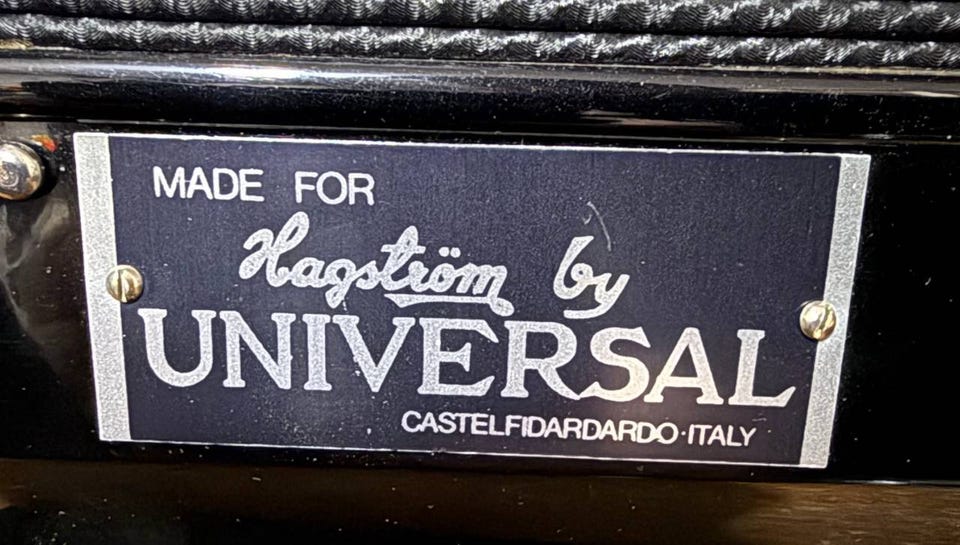 MADE FOR
Hagström by
UNIVERSAL
CASTELFIDARDARDO·ITALY